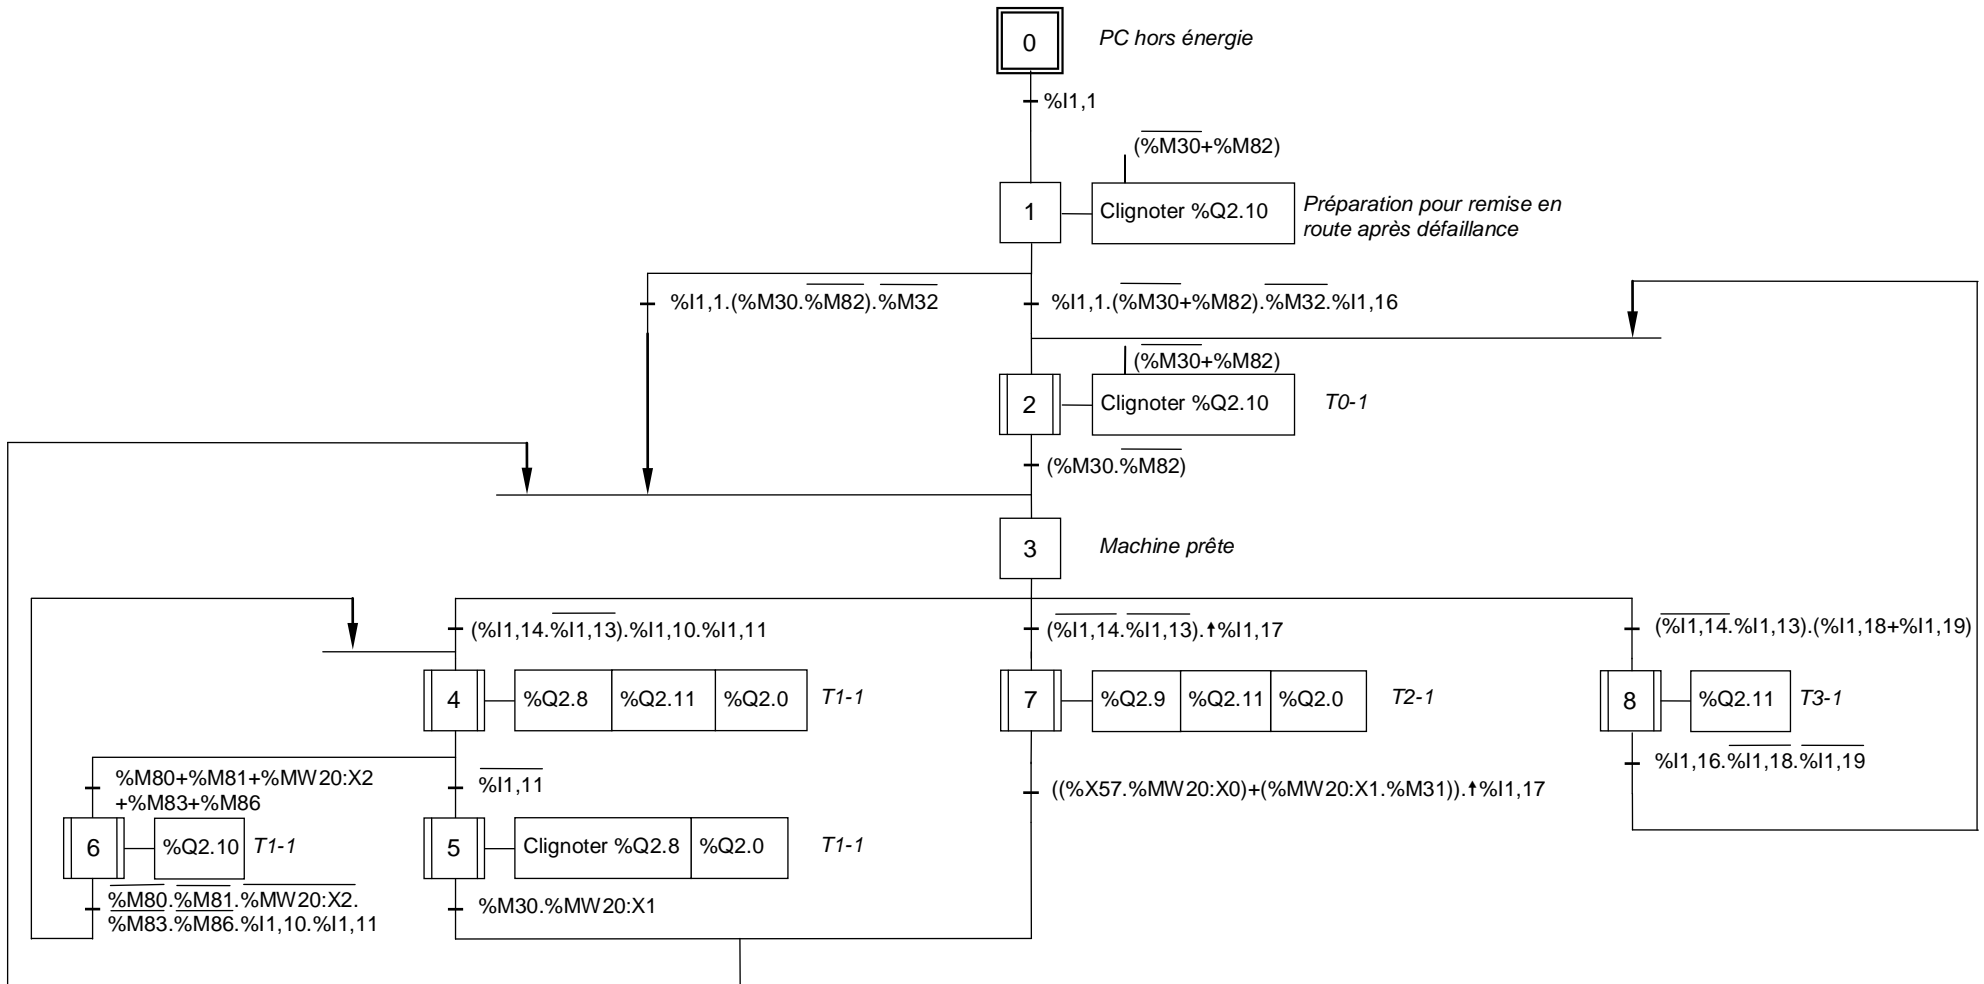 0
PC hors énergie
%I1,1
(%M30+%M82)
1
Clignoter %Q2.10
Préparation pour remise en
route après défaillance
%I1,1.(%M30.%M82).%M32
%I1,1.(%M30+%M82).%M32.%I1,16
(%M30+%M82)
2
Clignoter %Q2.10
T0-1
(%M30.%M82)
3
Machine prête
(%I1,14.%I1,13).%I1,10.%I1,11
(%I1,14.%I1,13).↑%I1,17
(%I1,14.%I1,13).(%I1,18+%I1,19)
4
%Q2.8
%Q2.11
%Q2.0
T1-1
7
%Q2.9
%Q2.11
%Q2.0
T2-1
8
%Q2.11
T3-1
%M80+%M81+%MW20:X2
+%M83+%M86
%I1,11
((%X57.%MW20:X0)+(%MW20:X1.%M31)).↑%I1,17
%I1,16.%I1,18.%I1,19
6
%Q2.10
T1-1
5
Clignoter %Q2.8
%Q2.0
T1-1
%M80.%M81.%MW20:X2.
%M83.%M86.%I1,10.%I1,11
%M30.%MW20:X1